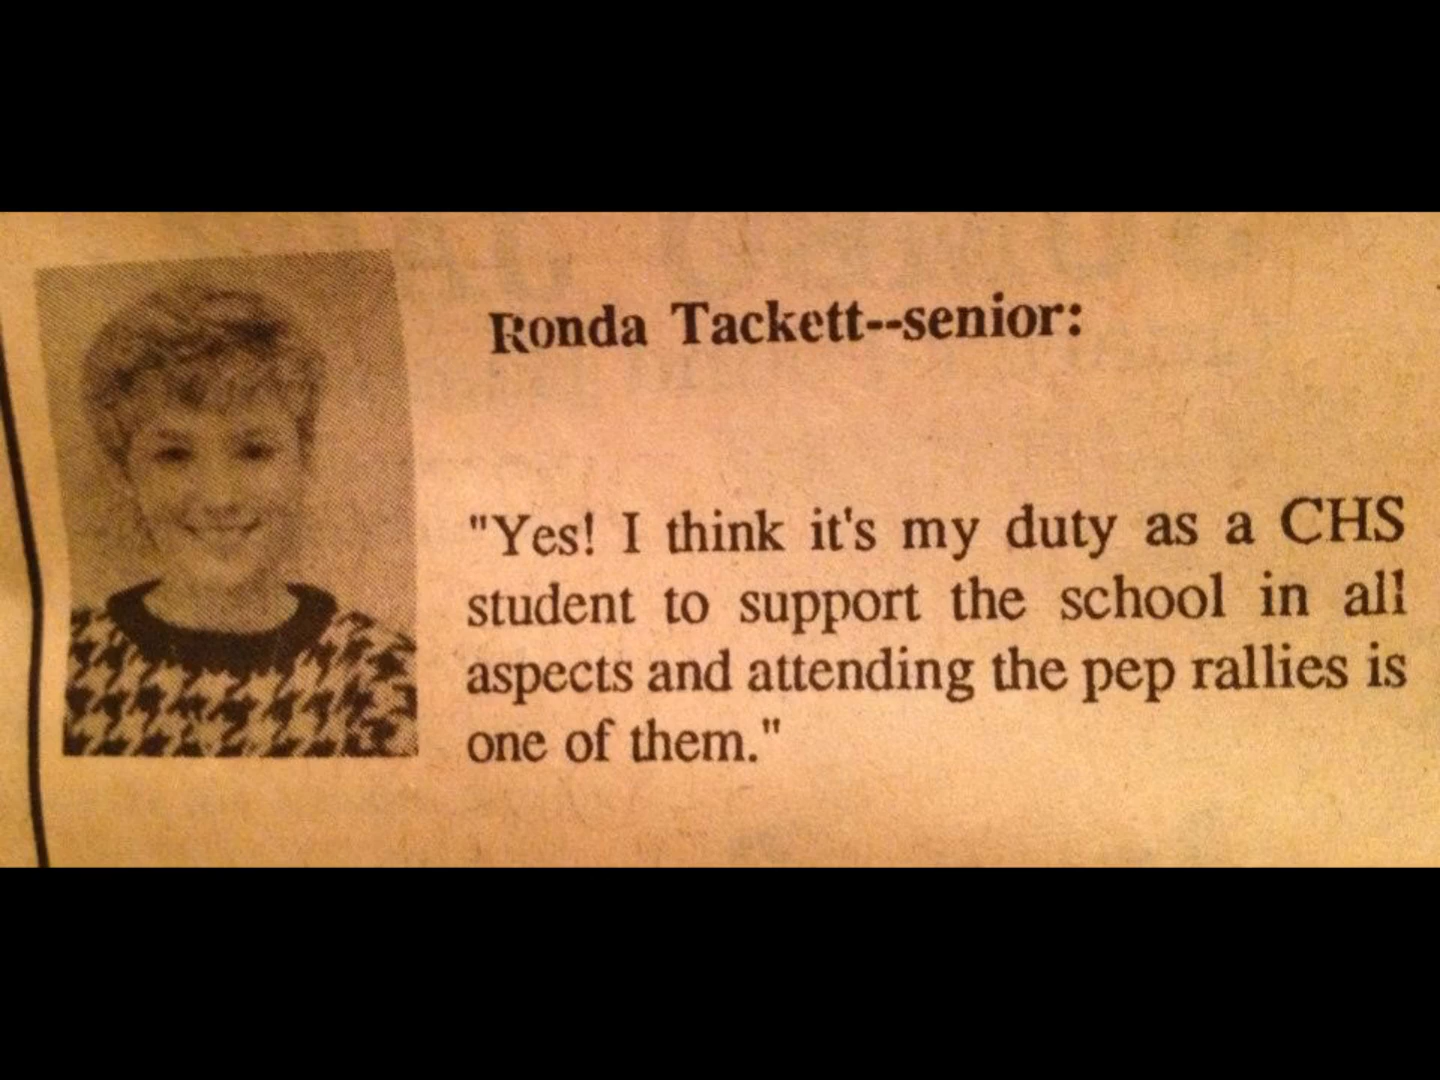 Ronda Tackett--senior:
"Yes! I think it's my duty as a CHS
student to support the school in all
aspects and attending the pep rallies is
one of them."